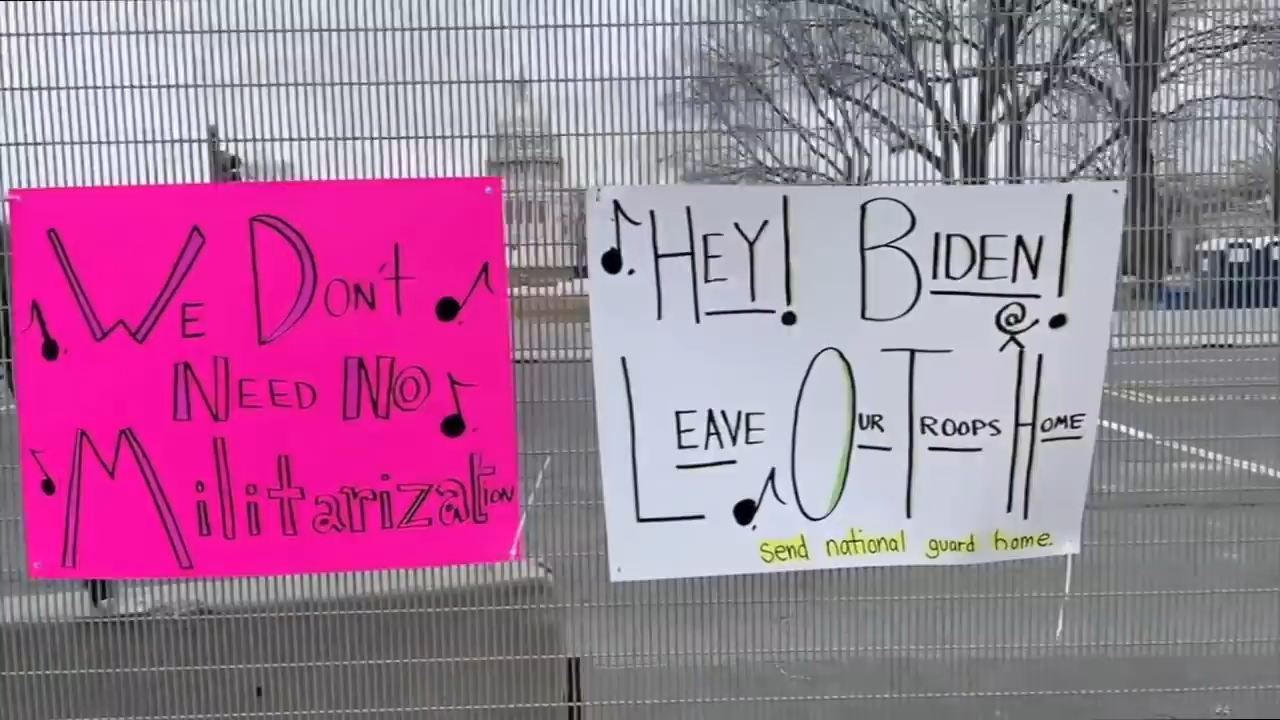 We Don't
Need No
Militarization
Hey! Biden!
Leave Our Troops @ Home
send national guard home.